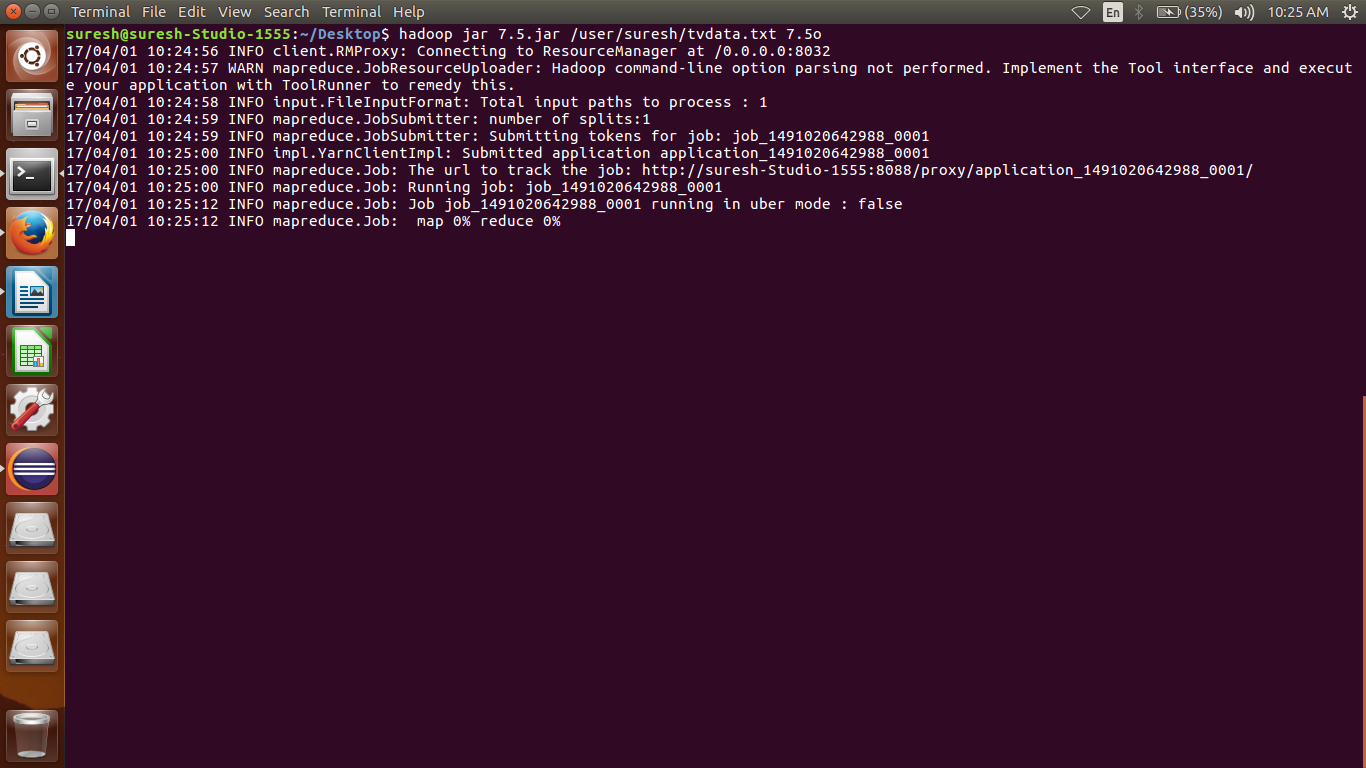 Terminal File Edit View Search Terminal Help En (35%) 10:25 AM
suresh@suresh-Studio-1555:~/Desktop$ hadoop jar 7.5.jar /user/suresh/tvdata.txt 7.5o
17/04/01 10:24:56 INFO client.RMProxy: Connecting to ResourceManager at /0.0.0.0:8032
17/04/01 10:24:57 WARN mapreduce.JobResourceUploader: Hadoop command-line option parsing not performed. Implement the Tool interface and execut
e your application with ToolRunner to remedy this.
17/04/01 10:24:58 INFO input.FileInputFormat: Total input paths to process : 1
17/04/01 10:24:59 INFO mapreduce.JobSubmitter: number of splits:1
17/04/01 10:24:59 INFO mapreduce.JobSubmitter: Submitting tokens for job: job_1491020642988_0001
17/04/01 10:25:00 INFO impl.YarnClientImpl: Submitted application application_1491020642988_0001
17/04/01 10:25:00 INFO mapreduce.Job: The url to track the job: http://suresh-Studio-1555:8088/proxy/application_1491020642988_0001/
17/04/01 10:25:00 INFO mapreduce.Job: Running job: job_1491020642988_0001
17/04/01 10:25:12 INFO mapreduce.Job: Job job_1491020642988_0001 running in uber mode : false
17/04/01 10:25:12 INFO mapreduce.Job:  map 0% reduce 0%